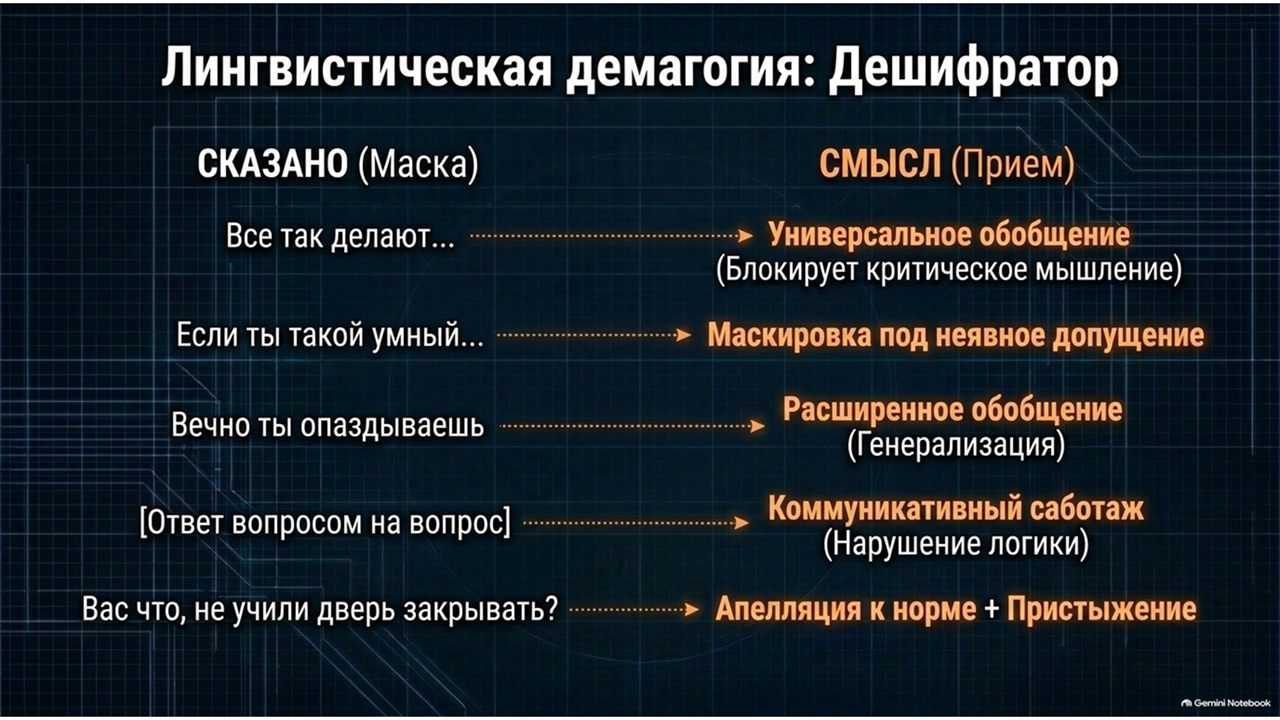 Лингвистическая демагогия: Дешифратор
СКАЗАНО (Маска)
СМЫСЛ (Прием)
Все так делают...
Универсальное обобщение
(Блокирует критическое мышление)
Если ты такой умный...
Маскировка под неявное допущение
Вечно ты опаздываешь
Расширенное обобщение
(Генерализация)
[Ответ вопросом на вопрос]
Коммуникативный саботаж
(Нарушение логики)
Вас что, не учили дверь закрывать?
Апелляция к норме + Пристыжение
Gemini Notebook